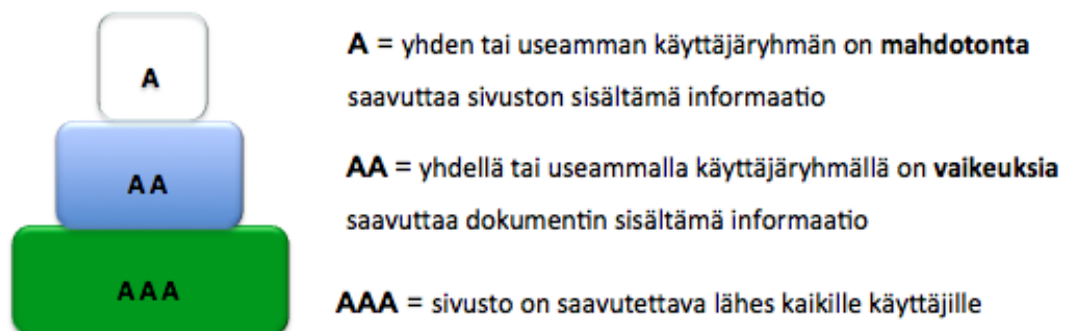 A
A = yhden tai useamman käyttäjäryhmän on mahdotonta
saavuttaa sivuston sisältämä informaatio
AA
AA = yhdellä tai useammalla käyttäjäryhmällä on vaikeuksia
saavuttaa dokumentin sisältämä informaatio
AAA
AAA = sivusto on saavutettava lähes kaikille käyttäjille